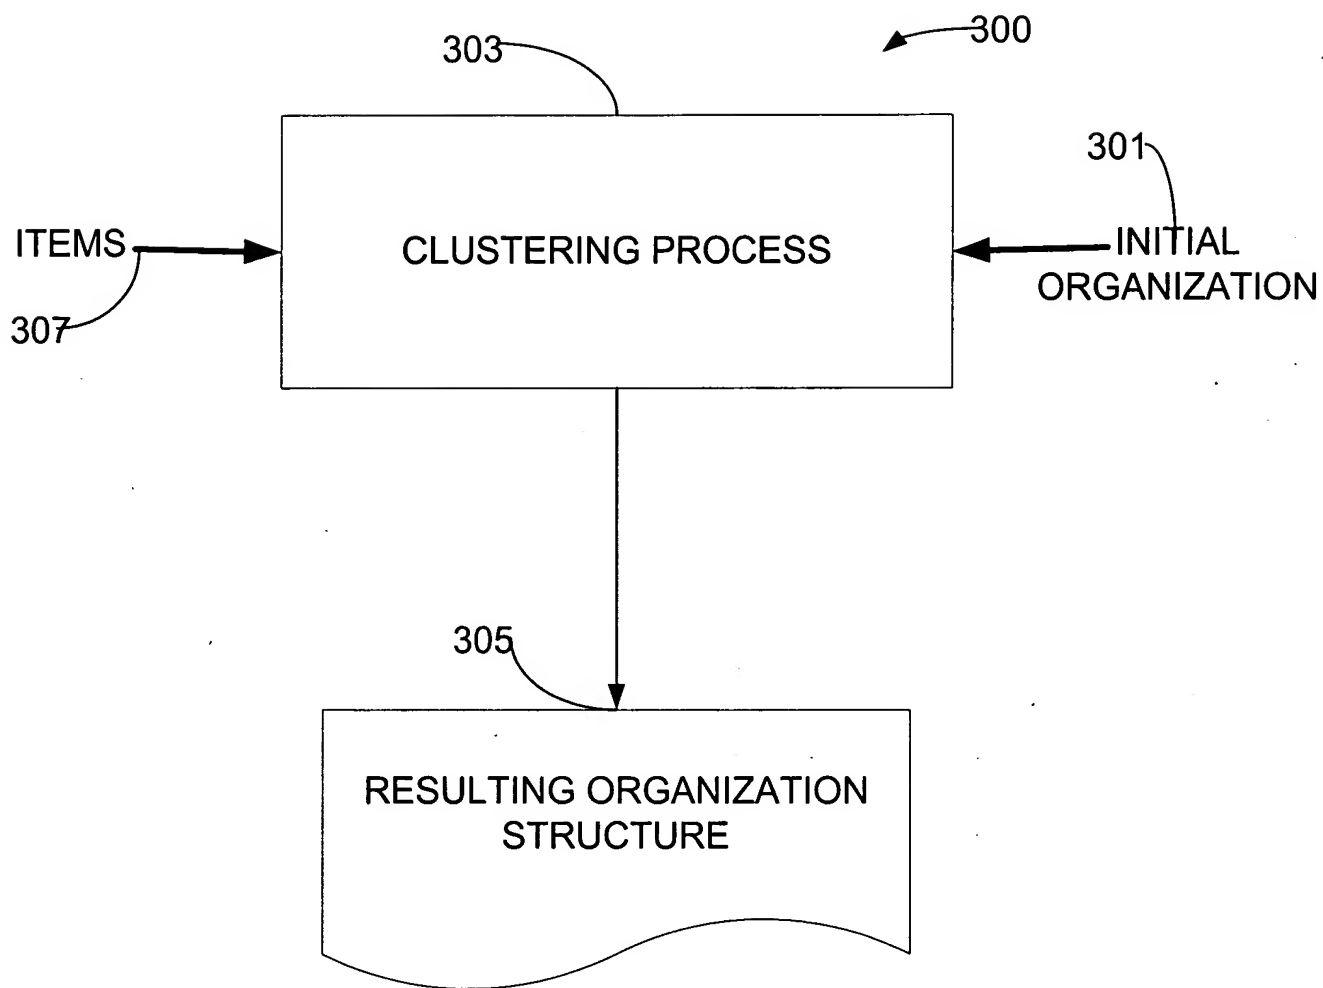 300
303
301
ITEMS
CLUSTERING PROCESS
INITIAL
ORGANIZATION
307
305
RESULTING ORGANIZATION
STRUCTURE